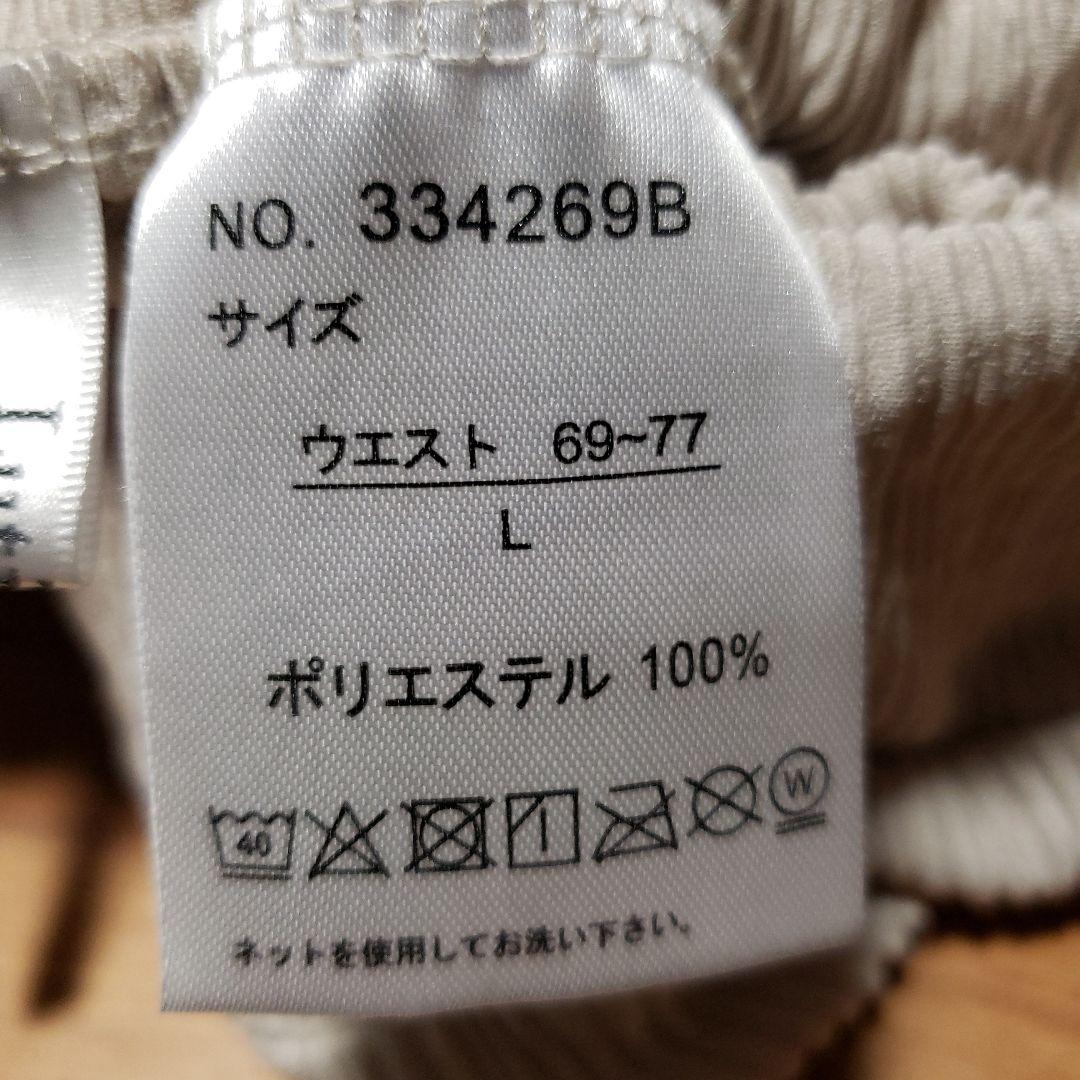 NO. 334269B
サイズ
ウエスト 69~77
L
ポリエステル 100%
40 W
ネットを使用してお洗い下さい。